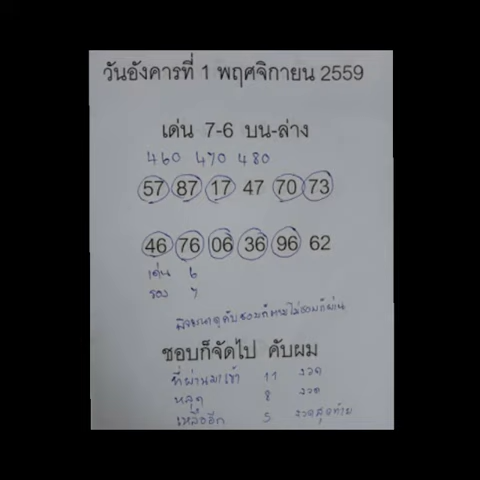 วันอังคารที่ 1 พฤศจิกายน 2559
เด่น 7-6 บน-ล่าง
460 470 480
57 87 17 47 70 73
46 76 06 36 96 62
เด่น 6
รอง 7
ชอบก็จัดไป คับผม
ที่ผ่านมาเข้า 11 งวด
หลุด 8 งวด
เหลืออีก 5 งวดสุดท้าย